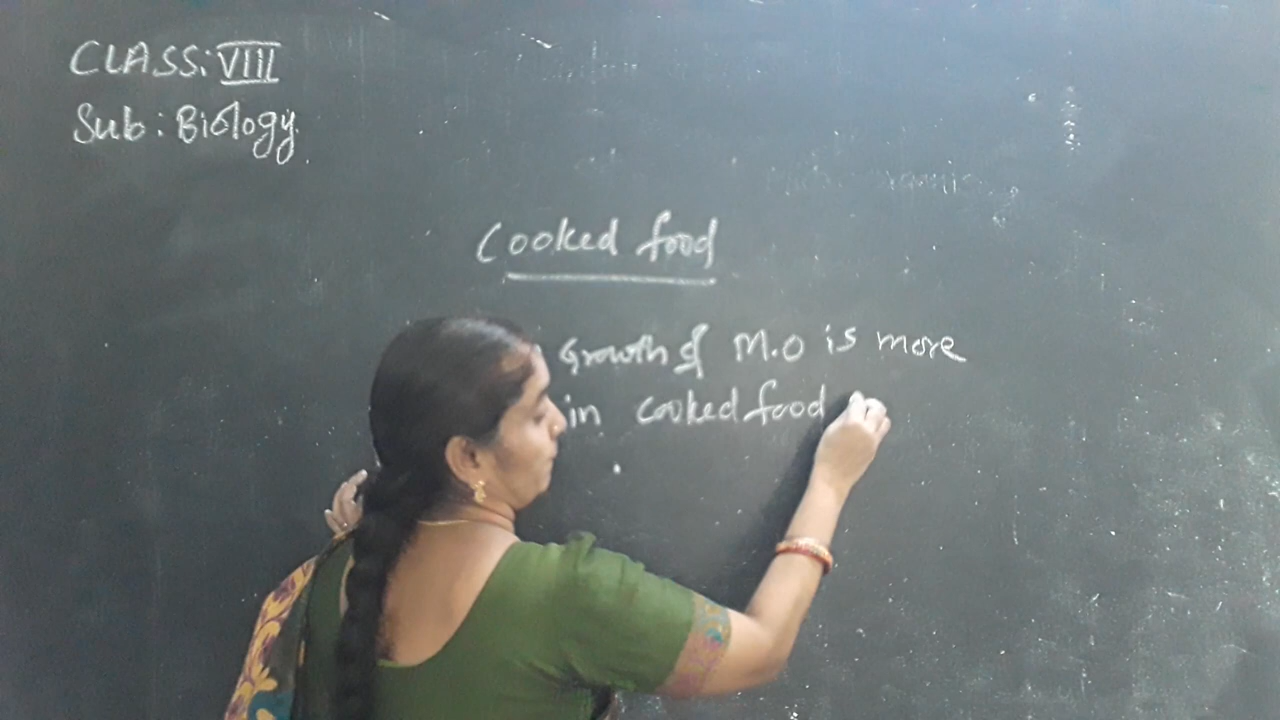 CLASS: VIII
Sub: Biology
Cooked food
Growth of M.O is more
in cooked food